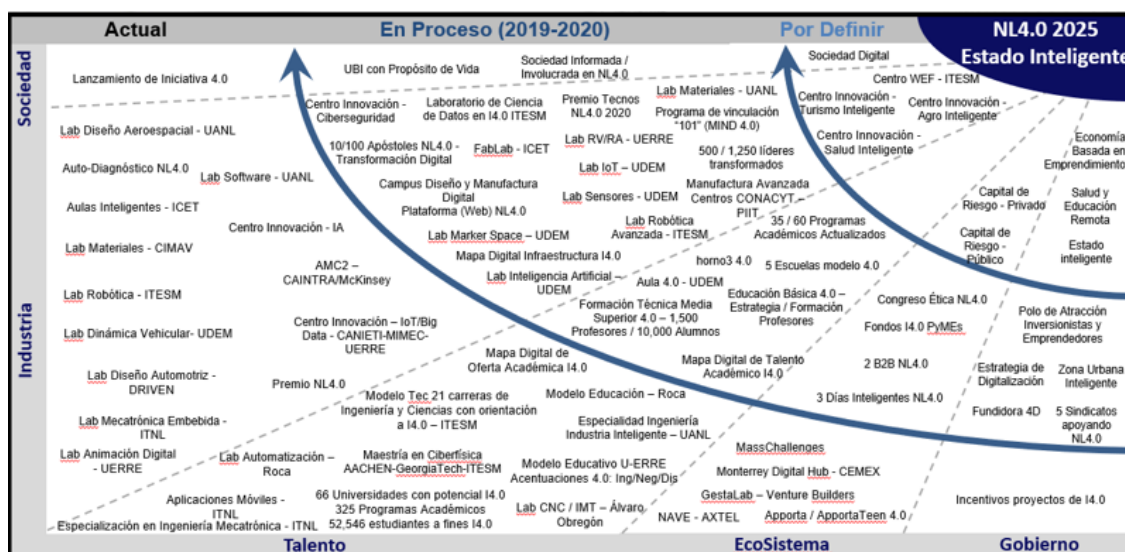 Actual
En Proceso (2019-2020)
Por Definir
NL4.0 2025
Estado Inteligente
Sociedad
Lanzamiento de Iniciativa 4.0
UBI con Propósito de Vida
Sociedad Informada /
Involucrada en NL4.0
Sociedad Digital
Centro WEF - ITESM
Industria
Lab Diseño Aeroespacial - UANL
Auto-Diagnóstico NL4.0
Lab Software - UANL
Aulas Inteligentes - ICET
Centro Innovación - IA
Lab Materiales - CIMAV
Lab Robótica - ITESM
Lab Dinámica Vehicular- UDEM
Lab Diseño Automotriz -
DRIVEN
Lab Mecatrónica Embebida -
ITNL
Lab Animación Digital
- UERRE
Centro Innovación -
Ciberseguridad
Laboratorio de Ciencia
de Datos en I4.0 ITESM
Premio Tecnos
NL4.0 2020
Lab Materiales - UANL
Programa de vinculación
"101" (MIND 4.0)
10/100 Apóstoles NL4.0 -
Transformación Digital
FabLab - ICET
Lab RV/RA - UERRE
500 / 1,250 líderes
transformados
Lab IoT – UDEM
Campus Diseño y Manufactura
Digital
Plataforma (Web) NL4.0
Lab Sensores - UDEM
Manufactura Avanzada
Centros CONACYT –
PIIT
Lab Marker Space – UDEM
Lab Robótica
Avanzada - ITESM
35 / 60 Programas
Académicos Actualizados
Mapa Digital Infraestructura I4.0
horno3 4.0
5 Escuelas modelo 4.0
AMC2 –
CAINTRA/McKinsey
Lab Inteligencia Artificial –
UDEM
Aula 4.0 - UDEM
Centro Innovación – IoT/Big
Data - CANIETI-MIMEC-
UERRE
Formación Técnica Media
Superior 4.0 – 1,500
Profesores / 10,000 Alumnos
Educación Básica 4.0 –
Estrategia / Formación
Profesores
Premio NL4.0
Mapa Digital de
Oferta Académica I4.0
Mapa Digital de Talento
Académico I4.0
Centro Innovación -
Turismo Inteligente
Centro Innovación -
Agro Inteligente
Centro Innovación -
Salud Inteligente
Economía
Basada en
Emprendimiento
Capital de
Riesgo - Privado
Salud y
Educación
Remota
Capital de
Riesgo -
Público
Estado
inteligente
Congreso Ética NL4.0
Fondos I4.0 PyMEs
2 B2B NL4.0
3 Días Inteligentes NL4.0
Polo de Atracción
Inversionistas y
Emprendedores
Estrategia de
Digitalización
Zona Urbana
Inteligente
Fundidora 4D
5 Sindicatos
apoyando
NL4.0
Modelo Tec 21 carreras de
Ingeniería y Ciencias con orientación
a I4.0 – ITESM
Modelo Educación – Roca
Especialidad Ingeniería
Industria Inteligente – UANL
Lab Automatización –
Roca
Maestría en Ciberfísica
AACHEN-GeorgiaTech-ITESM
Modelo Educativo U-ERRE
Acentuaciones 4.0: Ing/Neg/Dis
Aplicaciones Móviles -
ITNL
66 Universidades con potencial I4.0
325 Programas Académicos
52,546 estudiantes a fines I4.0
Lab CNC / IMT – Álvaro
Obregón
Especialización en Ingeniería Mecatrónica - ITNL
MassChallenges
Monterrey Digital Hub - CEMEX
GestaLab – Venture Builders
NAVE - AXTEL
Apporta / ApportaTeen 4.0
Incentivos proyectos de I4.0
Talento
EcoSistema
Gobierno